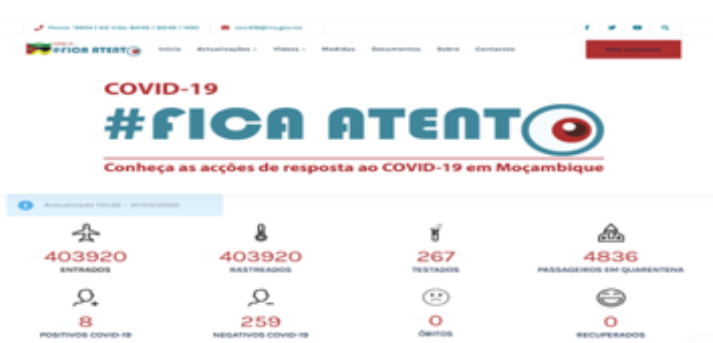 #FICA ATENTO Início Actualizações Vídeos Medidas Documentos Sobre Contactos
COVID-19
#FICA ATENTO
Conheça as acções de resposta ao COVID-19 em Moçambique
403920 403920 267 4836
ENTRADOS RASTREADOS TESTADOS PASSAGEIROS EM QUARENTENA
8 259 0 0
POSITIVOS COVID-19 NEGATIVOS COVID-19 ÓBITOS RECUPERADOS